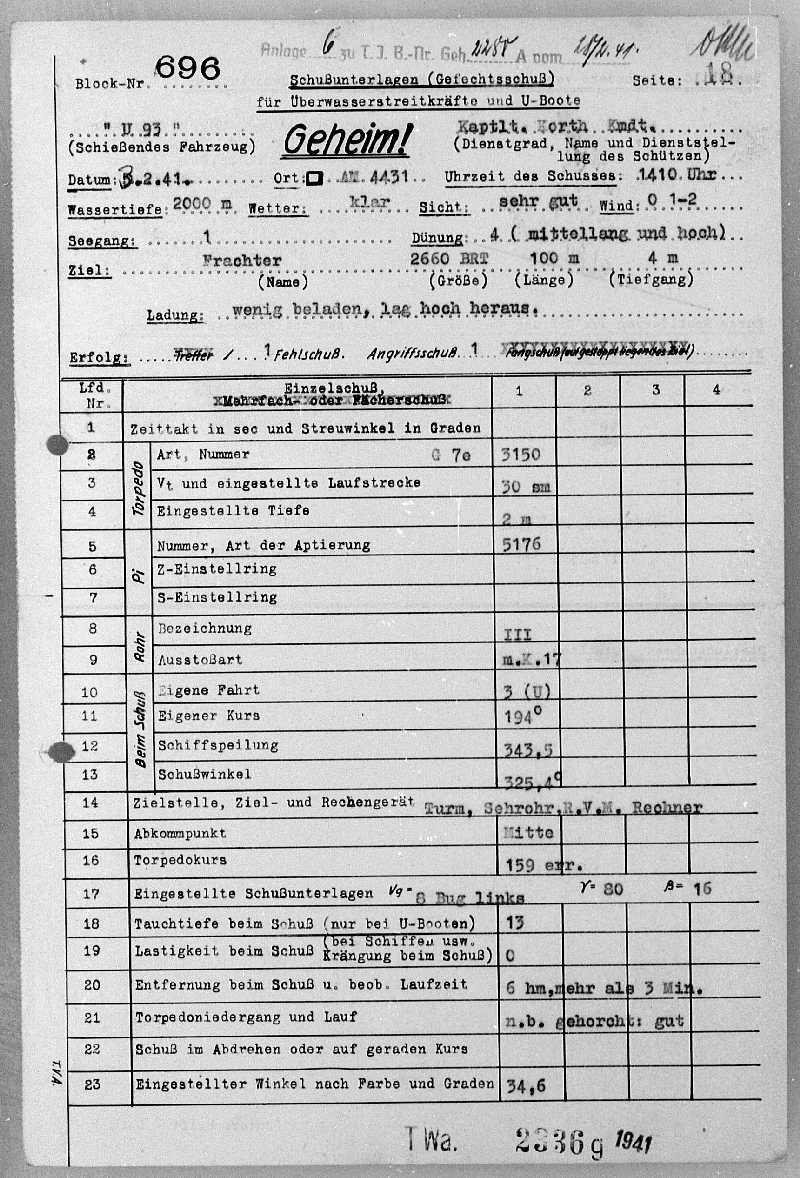 Anlage 6 zu T.J.B.-Nr. Geh. 2255 A vom
Block-Nr. 696
Schußunterlagen (Gefechtsschuß)
Seite: 18.
für Überwasserstreitkräfte und U-Boote
"U 93"
Geheim!
Kaptlt. Korth Kmdt.
(Schießendes Fahrzeug)
(Dienstgrad, Name und Dienststel-
lung des Schützen)
Datum: 3.2.41. Ort: AM 4431 Uhrzeit des Schusses: 1410 Uhr
Wassertiefe: 2000 m Wetter: klar Sicht: sehr gut Wind: O 1-2
Seegang: 1 Dünung: 4 (mittellang und hoch)
Ziel: Frachter 2660 BRT 100 m 4 m
(Name) (Größe) (Länge) (Tiefgang)
Ladung: wenig beladen, lag hoch heraus.
Erfolg: Treffer / 1 Fehlschuß. Angriffsschuß 1 Fangschuß (auf gestoppt liegendes Ziel)
Lfd. Nr. Einzelschuß, Mehrfach- oder Fächerschuß 1 2 3 4
1 Zeittakt in sec und Streuwinkel in Graden
Torpedo
2 Art, Nummer G 7e 3150
3 Vt und eingestellte Laufstrecke 30 sm
4 Eingestellte Tiefe 2 m
Pi
5 Nummer, Art der Aptierung 5176
6 Z-Einstellring
7 S-Einstellring
Rohr
8 Bezeichnung III
9 Ausstoßart m.K.17
Beim Schuß
10 Eigene Fahrt 3 (U)
11 Eigener Kurs 194°
12 Schiffspeilung 343,5
13 Schußwinkel 325,4°
14 Zielstelle, Ziel- und Rechengerät Turm, Sehrohr, R.V.M. Rechner
15 Abkommpunkt Mitte
16 Torpedokurs 159 err.
17 Eingestellte Schußunterlagen Vg= 8 Bug links γ= 80 β= 16
18 Tauchtiefe beim Schuß (nur bei U-Booten) 13
19 Lastigkeit beim Schuß (bei Schiffen usw. Krängung beim Schuß) 0
20 Entfernung beim Schuß u. beob. Laufzeit 6 hm, mehr als 3 Min.
21 Torpedoniedergang und Lauf n.b. gehorcht: gut
22 Schuß im Abdrehen oder auf geraden Kurs
23 Eingestellter Winkel nach Farbe und Graden 34,6
TVA
TWa. 2336 g 1941